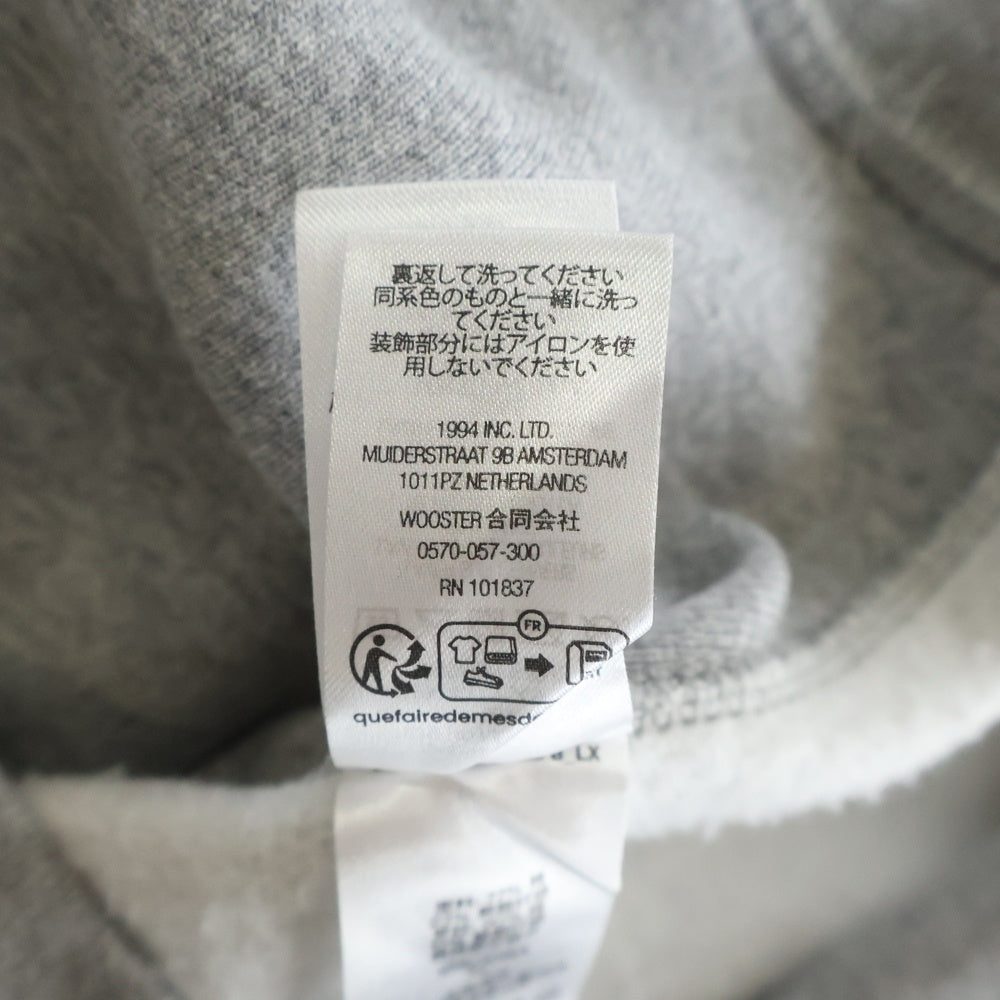 裏返して洗ってください
同系色のものと一緒に洗っ
てください
装飾部分にはアイロンを使
用しないでください
1994 INC. LTD.
MUIDERSTRAAT 9B AMSTERDAM
1011PZ NETHERLANDS
WOOSTER 合同会社
0570-057-300
RN 101837
FR